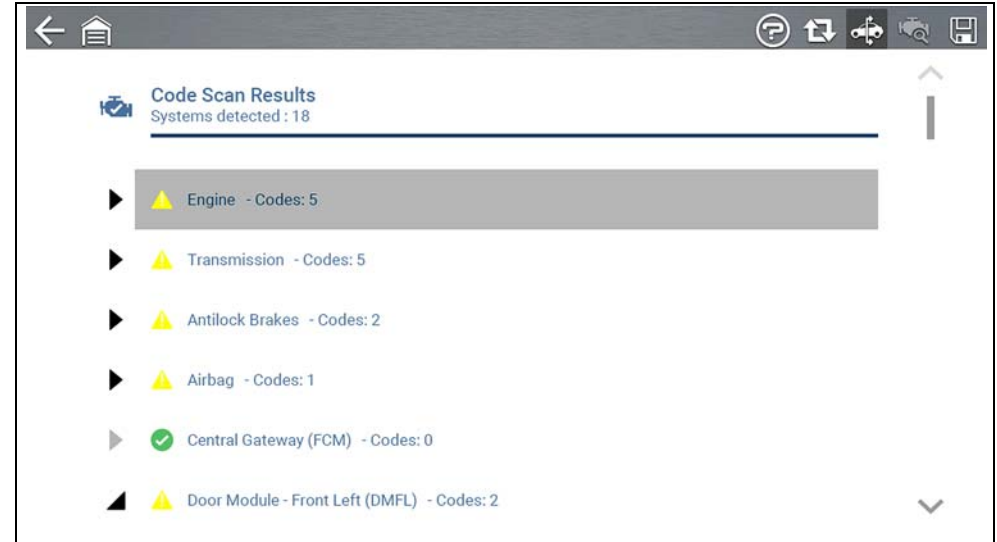 Code Scan Results
Systems detected : 18
Engine - Codes: 5
Transmission - Codes: 5
Antilock Brakes - Codes: 2
Airbag - Codes: 1
Central Gateway (FCM) - Codes: 0
Door Module - Front Left (DMFL) - Codes: 2